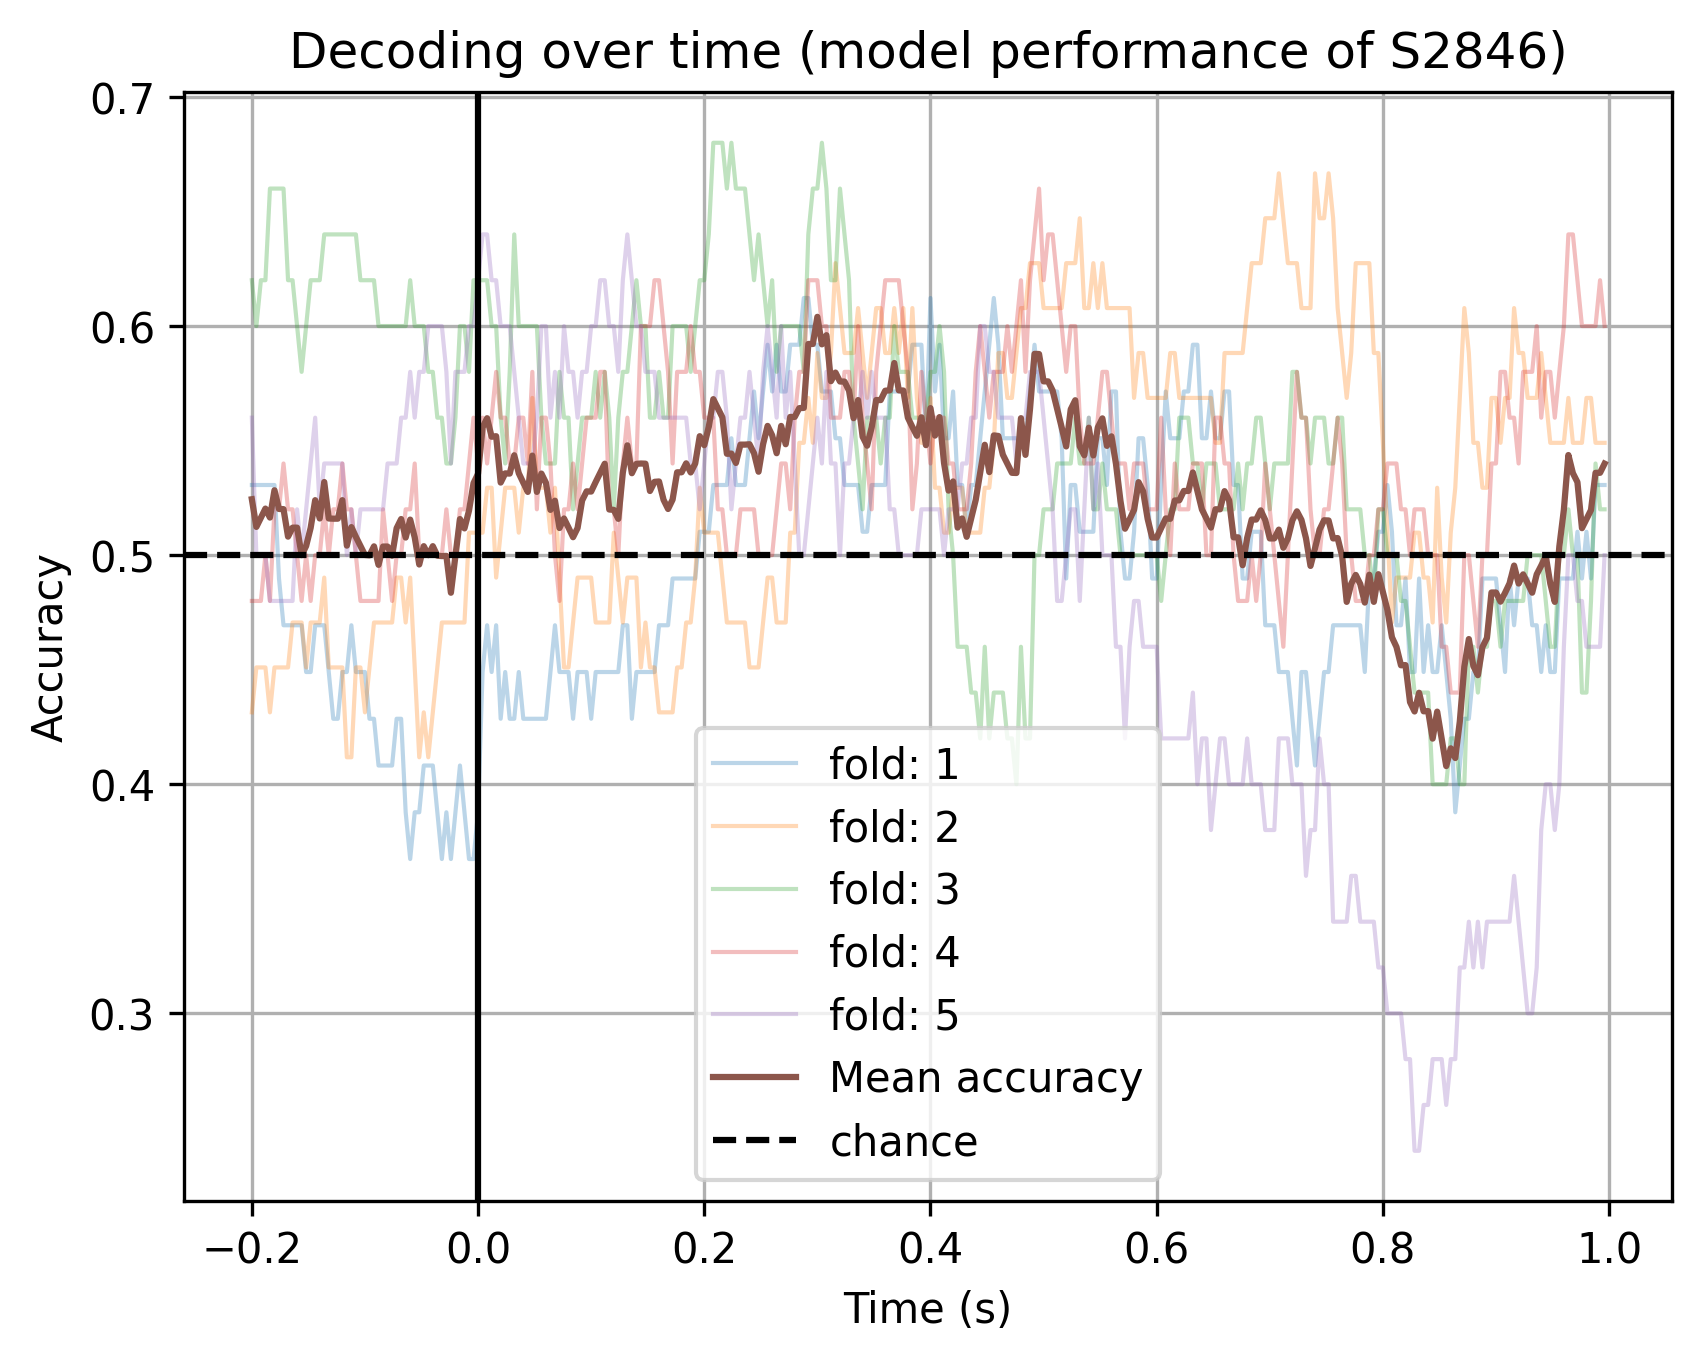 Decoding over time (model performance of S2846)
0.7
0.6
0.5
0.4
0.3
Accuracy
fold: 1
fold: 2
fold: 3
fold: 4
fold: 5
Mean accuracy
chance
−0.2 0.0 0.2 0.4 0.6 0.8 1.0
Time (s)